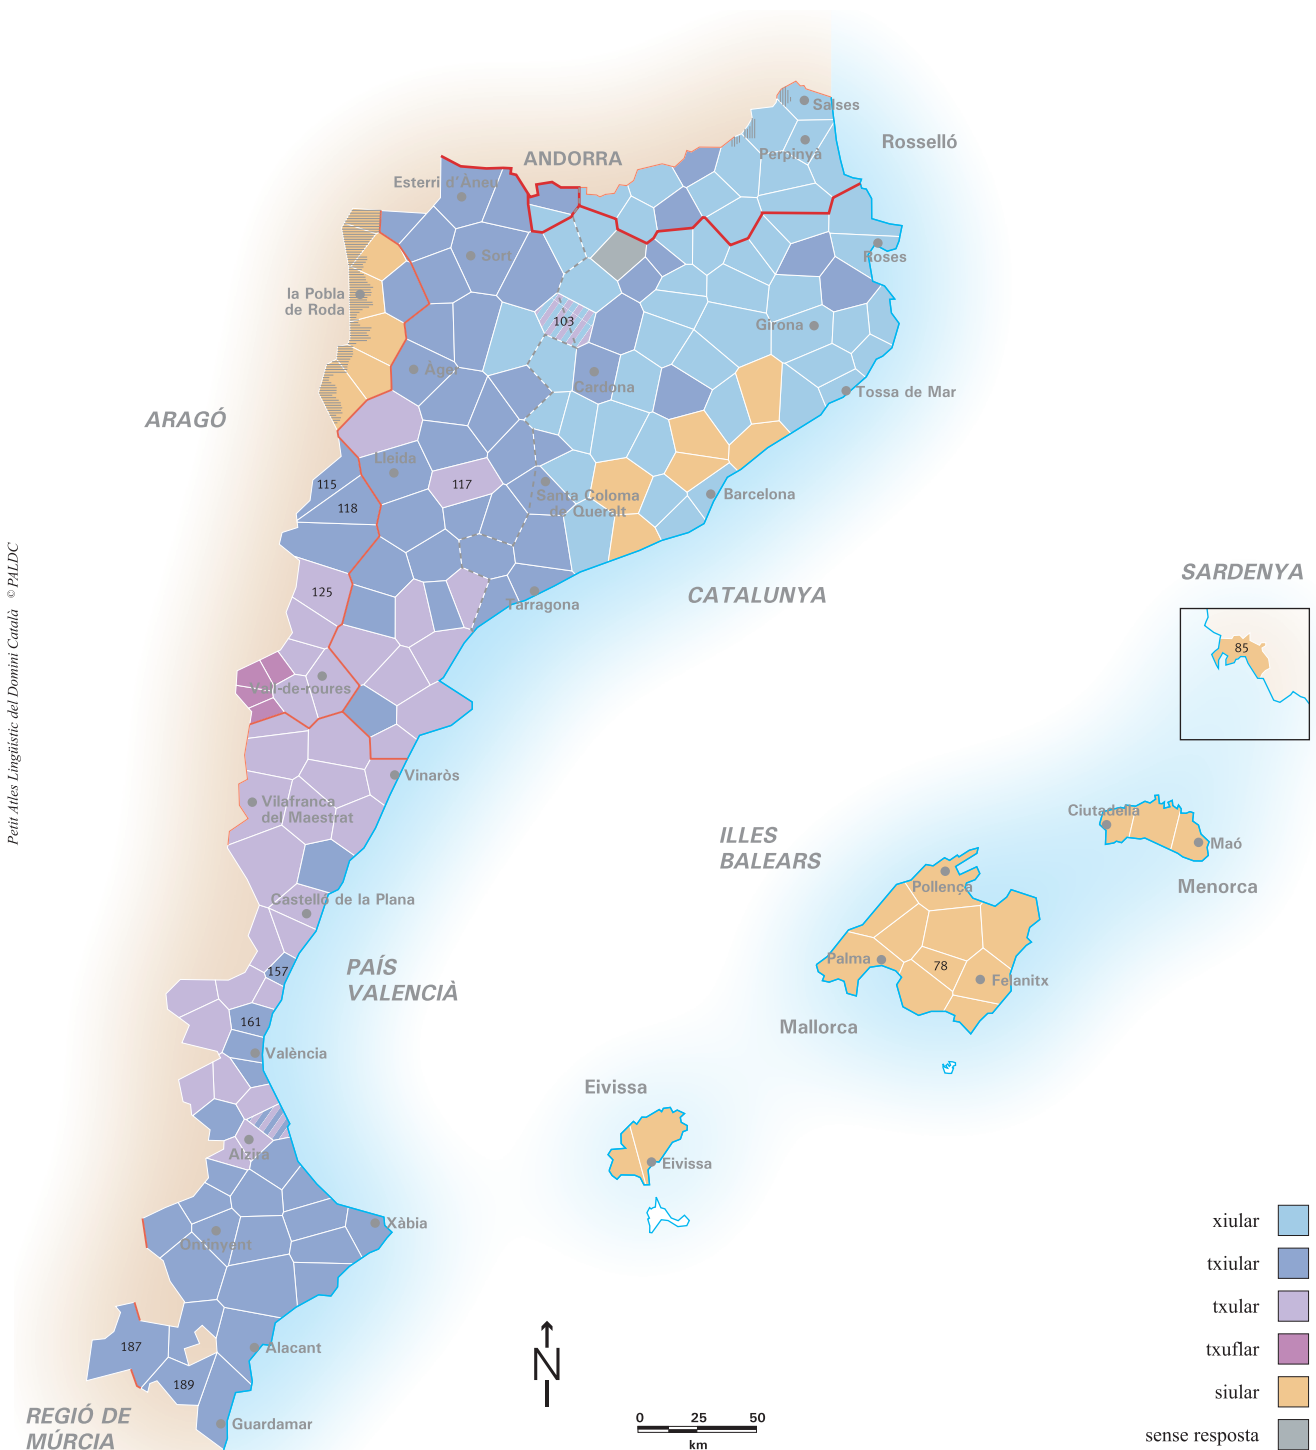 Salses
Rosselló
Perpinyà
ANDORRA
Esterri d'Àneu
Roses
Sort
la Pobla
de Roda
103
Girona
Àger
Cardona
Tossa de Mar
ARAGÓ
Lleida
115
117
118
Santa Coloma
de Queralt
Barcelona
125
Tarragona
CATALUNYA
SARDENYA
85
Petit Atles Lingüístic del Domini Català © PALDC
Vall-de-roures
Vinaròs
Vilafranca
del Maestrat
Ciutadella
Maó
Menorca
ILLES
BALEARS
Pollença
Castelló de la Plana
Palma
78
Felanitx
Mallorca
157
PAÍS
VALENCIÀ
161
València
Eivissa
Alzira
Eivissa
Xàbia
Ontinyent
xiular
txiular
txular
txuflar
siular
sense resposta
187
Alacant
189
Guardamar
REGIÓ DE
MÚRCIA
N
0 25 50
km